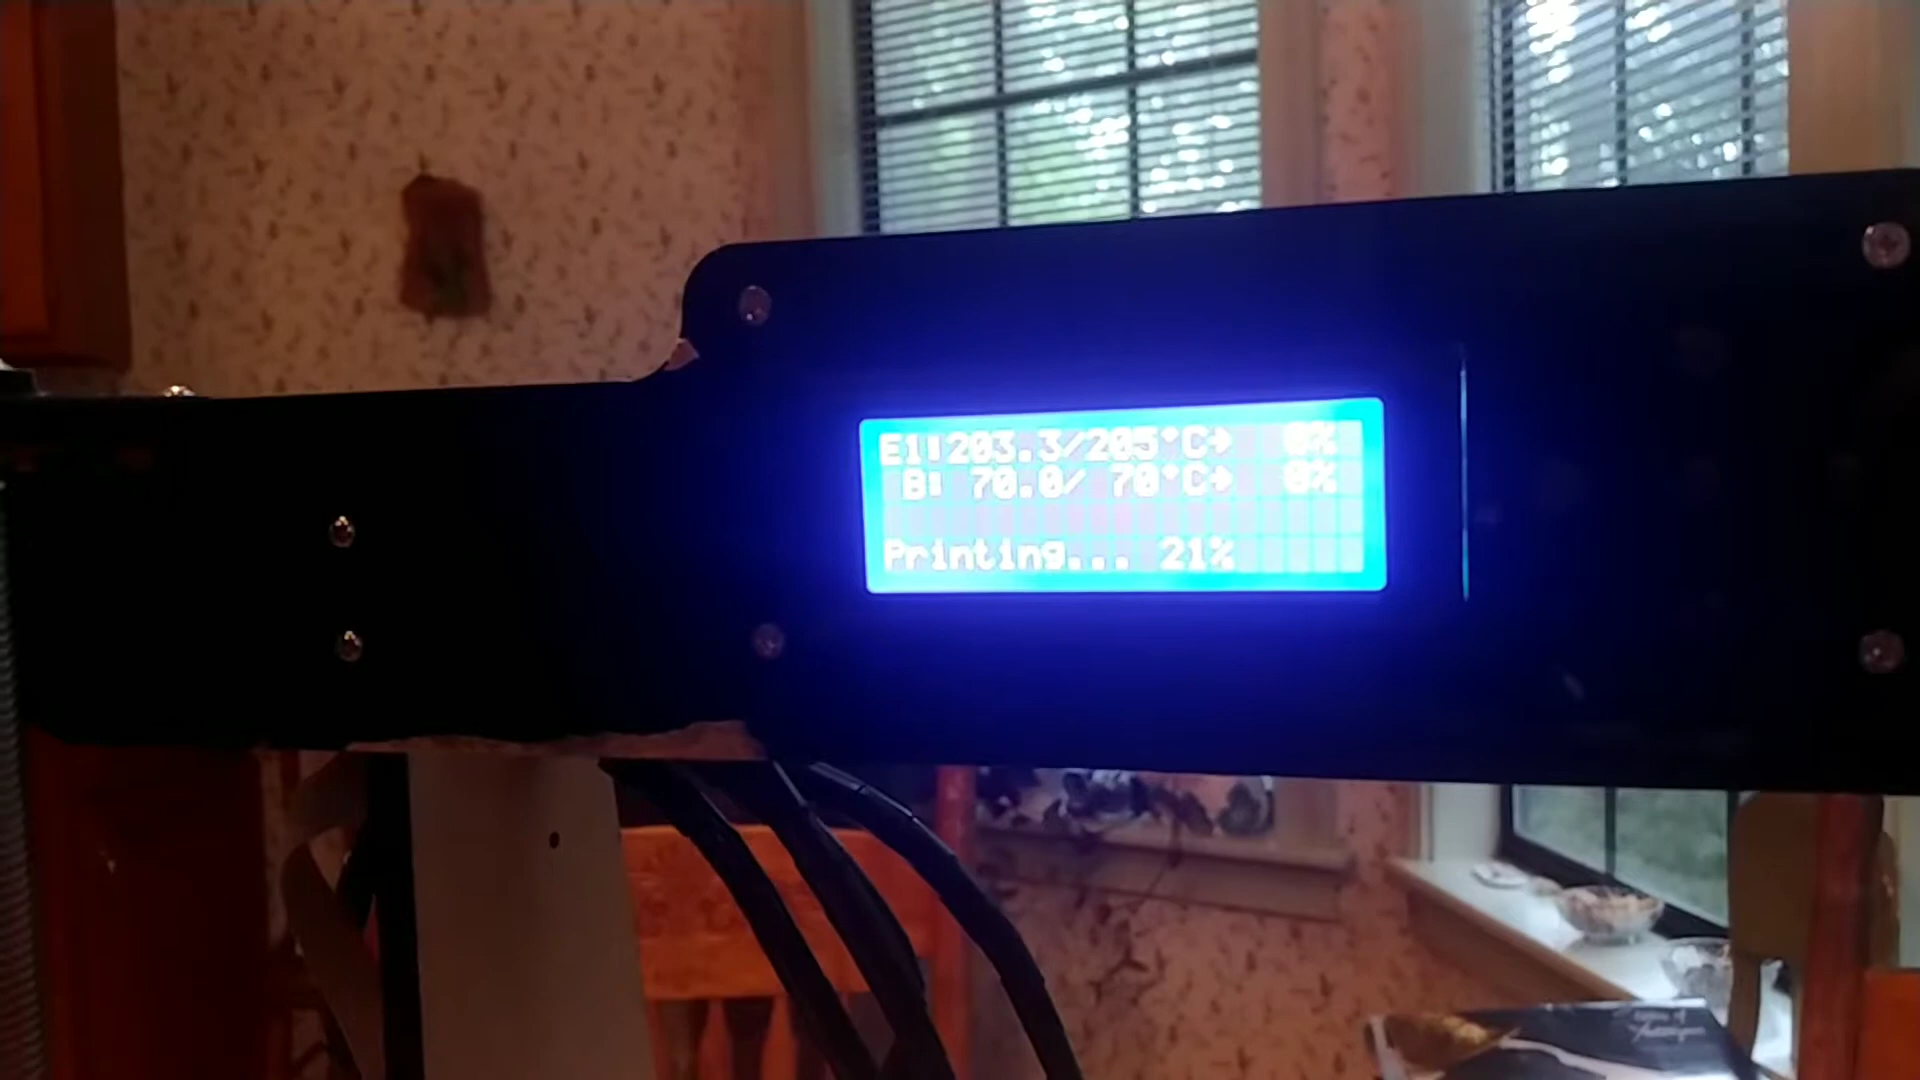 E1:203.3/205°C→ 0%
B: 70.0/ 70°C→ 0%
Printing... 21%